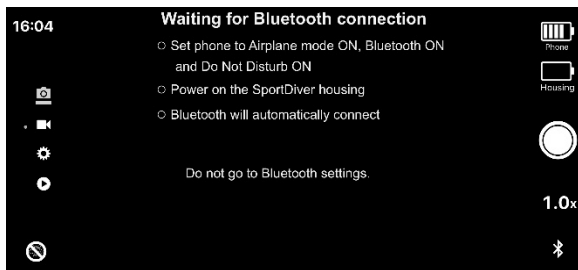 16:04
Waiting for Bluetooth connection
Set phone to Airplane mode ON, Bluetooth ON
and Do Not Disturb ON
Power on the SportDiver housing
Bluetooth will automatically connect
Do not go to Bluetooth settings.
Phone
Housing
1.0x